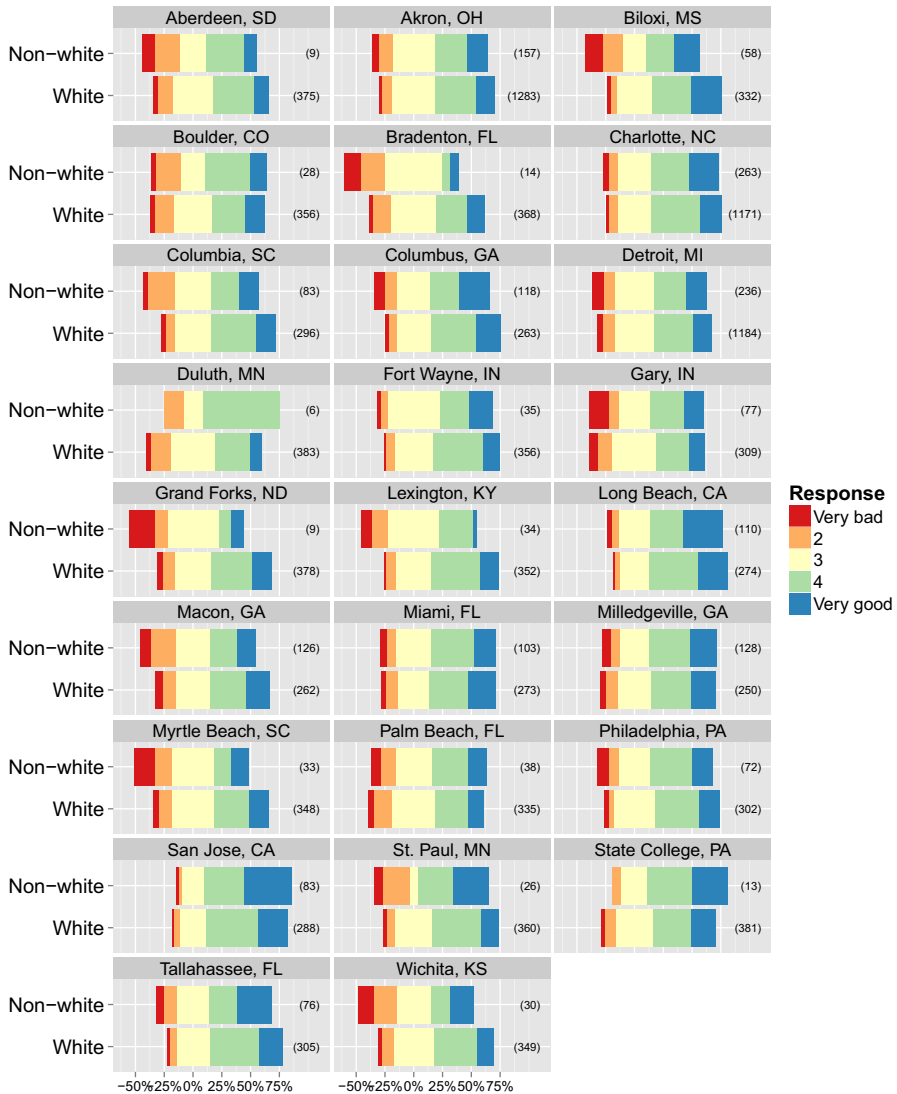 Aberdeen, SD Akron, OH Biloxi, MS
Non-white (9) (157) (58)
White (375) (1283) (332)
Boulder, CO Bradenton, FL Charlotte, NC
Non-white (28) (14) (263)
White (356) (368) (1171)
Columbia, SC Columbus, GA Detroit, MI
Non-white (83) (118) (236)
White (296) (263) (1184)
Duluth, MN Fort Wayne, IN Gary, IN
Non-white (6) (35) (77)
White (383) (356) (309)
Grand Forks, ND Lexington, KY Long Beach, CA
Non-white (9) (34) (110)
White (378) (352) (274)
Macon, GA Miami, FL Milledgeville, GA
Non-white (126) (103) (128)
White (262) (273) (250)
Myrtle Beach, SC Palm Beach, FL Philadelphia, PA
Non-white (33) (38) (72)
White (348) (335) (302)
San Jose, CA St. Paul, MN State College, PA
Non-white (83) (26) (13)
White (288) (360) (381)
Tallahassee, FL Wichita, KS
Non-white (76) (30)
White (305) (349)
−50% −25% 0% 25% 50% 75% −50% −25% 0% 25% 50% 75%
Response
Very bad
2
3
4
Very good